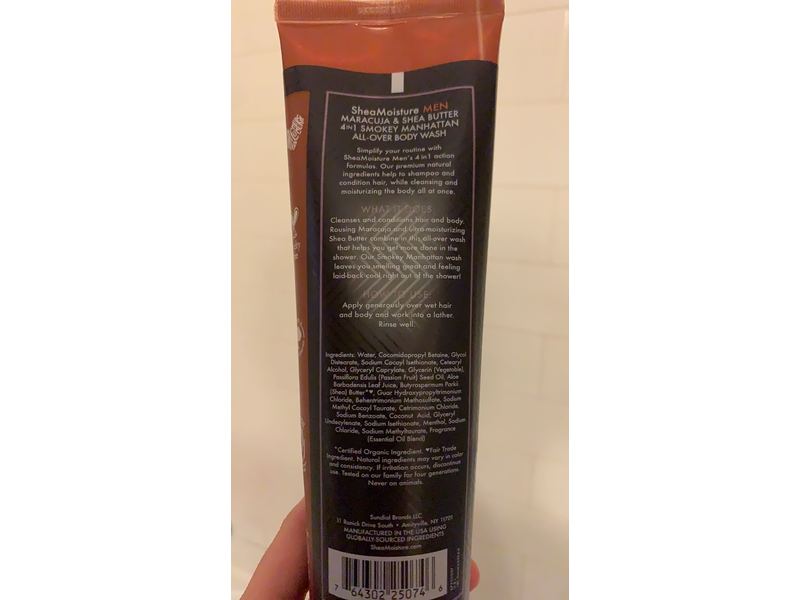 SheaMoisture MEN
MARACUJA & SHEA BUTTER
4 IN 1 SMOKEY MANHATTAN
ALL-OVER BODY WASH
Simplify your routine with
SheaMoisture Men's 4 in 1 action
formulas. Our premium natural
ingredients help to shampoo and
condition hair, while cleansing and
moisturizing the body all at once.
WHAT IT DOES
Cleanses and conditions hair and body.
Rousing Maracuja and ultra-moisturizing
Shea Butter combine in this all-over wash
that helps you get more done in the
shower. Our Smokey Manhattan wash
leaves you smelling great and feeling
laid-back cool right out of the shower!
HOW TO USE:
Apply generously over wet hair
and body and work into a lather.
Rinse well.
Ingredients: Water, Cocomidopropyl Betaine, Glycol
Distearate, Sodium Cocoyl Isethionate, Cetearyl
Alcohol, Glyceryl Caprylate, Glycerin (Vegetable),
Passiflora Edulis (Passion Fruit) Seed Oil, Aloe
Barbadensis Leaf Juice, Butyrospermum Parkii
(Shea) Butter*♥, Guar Hydroxypropyltrimonium
Chloride, Behentrimonium Methosulfate, Sodium
Methyl Cocoyl Taurate, Cetrimonium Chloride,
Sodium Benzoate, Coconut Acid, Glyceryl
Undecylenate, Sodium Isethionate, Menthol, Sodium
Chloride, Sodium Methyltaurate, Fragrance
(Essential Oil Blend)
*Certified Organic Ingredient. ♥Fair Trade
Ingredient. Natural ingredients may vary in color
and consistency. If irritation occurs, discontinue
use. Tested on our family for four generations.
Never on animals.
Sundial Brands LLC
11 Ranick Drive South • Amityville, NY 11701
MANUFACTURED IN THE USA USING
GLOBALLY-SOURCED INGREDIENTS
SheaMoisture.com
7 64302 25074 6